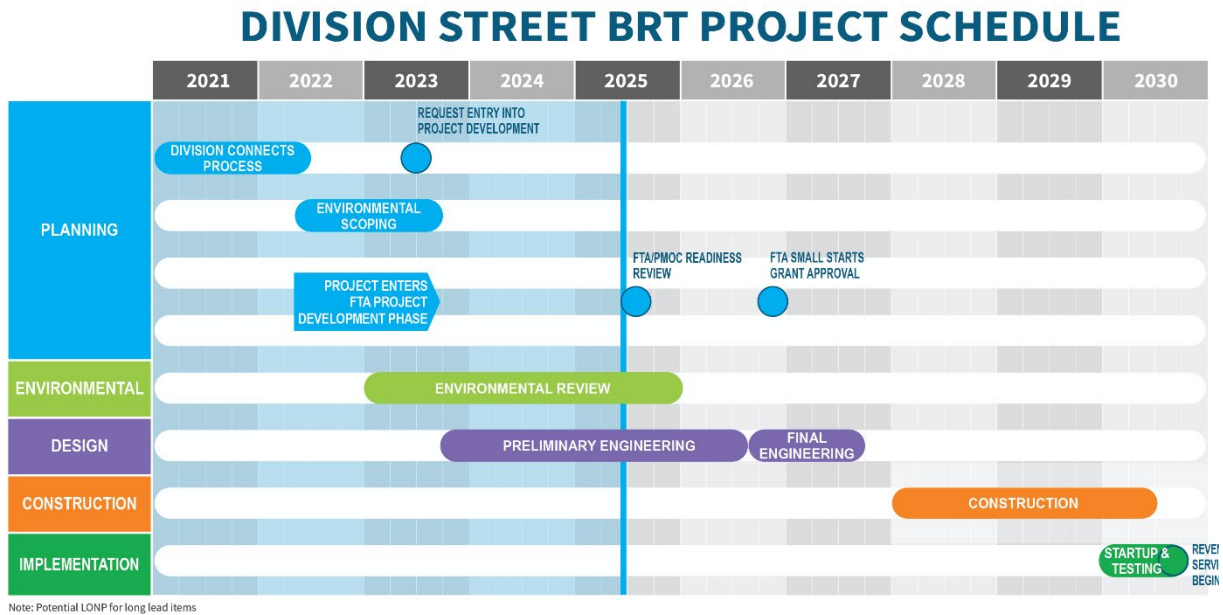 DIVISION STREET BRT PROJECT SCHEDULE
2021 2022 2023 2024 2025 2026 2027 2028 2029 2030
PLANNING
REQUEST ENTRY INTO
PROJECT DEVELOPMENT
DIVISION CONNECTS
PROCESS
ENVIRONMENTAL
SCOPING
PROJECT ENTERS
FTA PROJECT
DEVELOPMENT PHASE
FTA/PMOC READINESS
REVIEW
FTA SMALL STARTS
GRANT APPROVAL
ENVIRONMENTAL
ENVIRONMENTAL REVIEW
DESIGN
PRELIMINARY ENGINEERING
FINAL
ENGINEERING
CONSTRUCTION
CONSTRUCTION
IMPLEMENTATION
STARTUP &
TESTING
Note: Potential LONP for long lead items